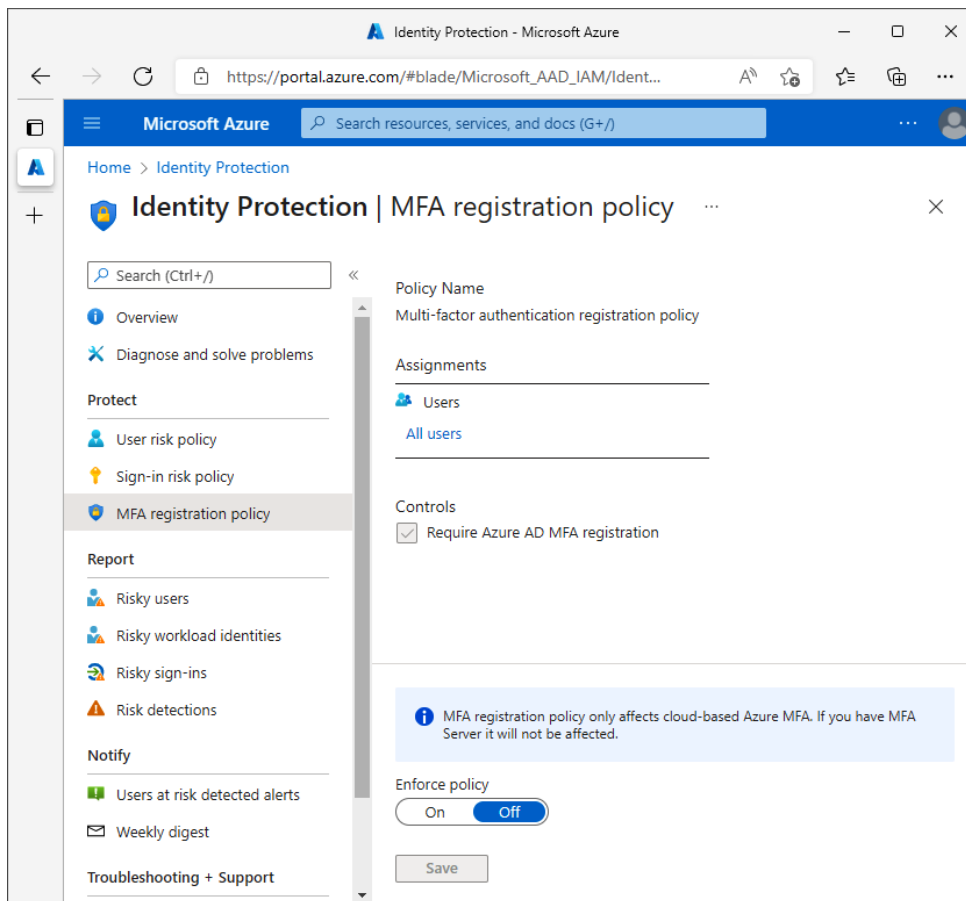 Identity Protection - Microsoft Azure
https://portal.azure.com/#blade/Microsoft_AAD_IAM/Ident...
Microsoft Azure
Search resources, services, and docs (G+/)
Home > Identity Protection
Identity Protection | MFA registration policy ...
Search (Ctrl+/)
Overview
Diagnose and solve problems
Protect
User risk policy
Sign-in risk policy
MFA registration policy
Report
Risky users
Risky workload identities
Risky sign-ins
Risk detections
Notify
Users at risk detected alerts
Weekly digest
Troubleshooting + Support
Policy Name
Multi-factor authentication registration policy
Assignments
Users
All users
Controls
Require Azure AD MFA registration
MFA registration policy only affects cloud-based Azure MFA. If you have MFA
Server it will not be affected.
Enforce policy
On Off
Save